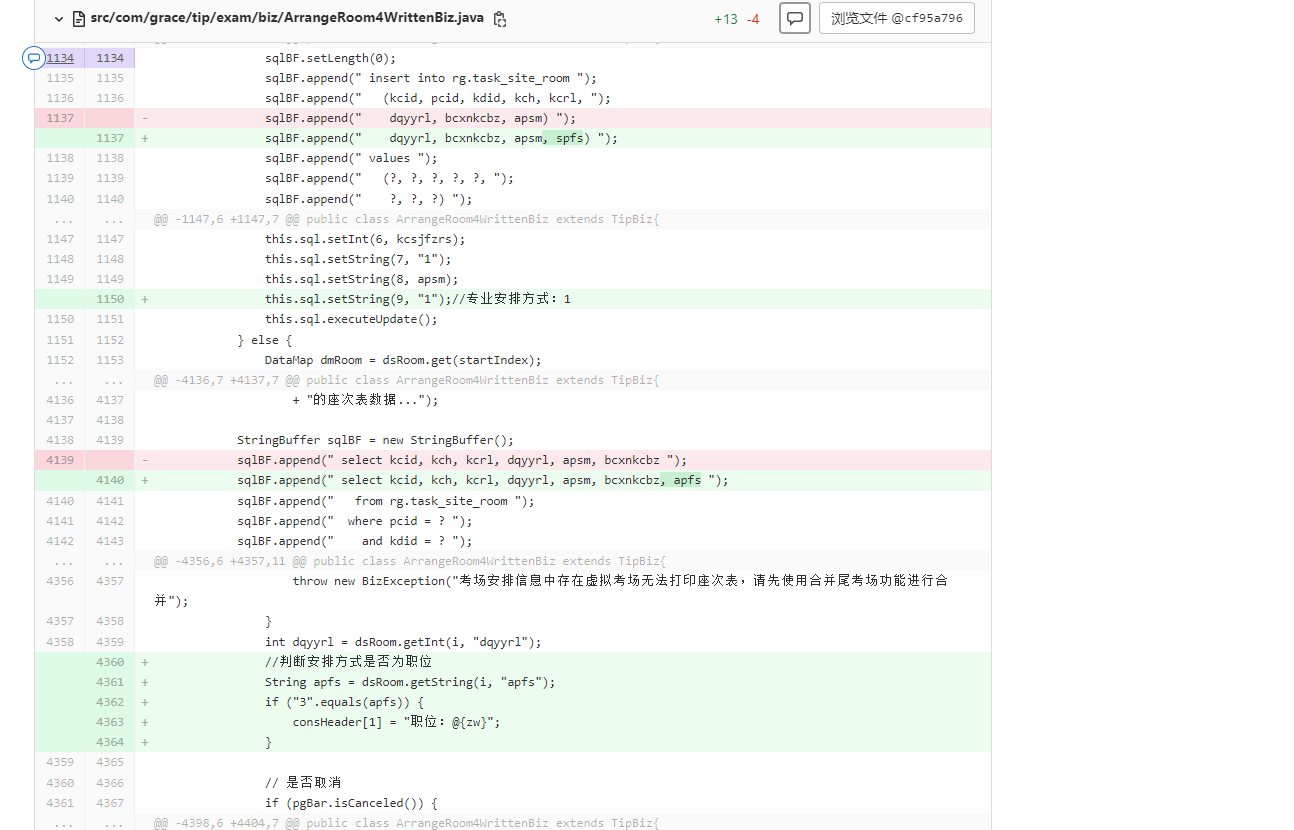 src/com/grace/tip/exam/biz/ArrangeRoom4WrittenBiz.java +13 -4 浏览文件 @cf95a796
1134 1134 sqlBF.setLength(0);
1135 1135 sqlBF.append(" insert into rg.task_site_room ");
1136 1136 sqlBF.append("   (kcid, pcid, kdid, kch, kcrl, ");
1137 - sqlBF.append("    dqyyrl, bcxnkcbz, apsm) ");
1137 + sqlBF.append("    dqyyrl, bcxnkcbz, apsm, spfs) ");
1138 1138 sqlBF.append(" values ");
1139 1139 sqlBF.append("   (?, ?, ?, ?, ?, ");
1140 1140 sqlBF.append("    ?, ?, ?) ");
... ... @@ -1147,6 +1147,7 @@ public class ArrangeRoom4WrittenBiz extends TipBiz{
1147 1147 this.sql.setInt(6, kcsjfzrs);
1148 1148 this.sql.setString(7, "1");
1149 1149 this.sql.setString(8, apsm);
1150 + this.sql.setString(9, "1");//专业安排方式：1
1150 1151 this.sql.executeUpdate();
1151 1152 } else {
1152 1153 DataMap dmRoom = dsRoom.get(startIndex);
... ... @@ -4136,7 +4137,7 @@ public class ArrangeRoom4WrittenBiz extends TipBiz{
4136 4137 + "的座次表数据...");
4137 4138
4138 4139 StringBuffer sqlBF = new StringBuffer();
4139 - sqlBF.append(" select kcid, kch, kcrl, dqyyrl, apsm, bcxnkcbz ");
4140 + sqlBF.append(" select kcid, kch, kcrl, dqyyrl, apsm, bcxnkcbz, apfs ");
4140 4141 sqlBF.append("   from rg.task_site_room ");
4141 4142 sqlBF.append("  where pcid = ? ");
4142 4143 sqlBF.append("    and kdid = ? ");
... ... @@ -4356,6 +4357,11 @@ public class ArrangeRoom4WrittenBiz extends TipBiz{
4356 4357 throw new BizException("考场安排信息中存在虚拟考场无法打印座次表，请先使用合并尾考场功能进行合
并");
4357 4358 }
4358 4359 int dqyyrl = dsRoom.getInt(i, "dqyyrl");
4360 + //判断安排方式是否为职位
4361 + String apfs = dsRoom.getString(i, "apfs");
4362 + if ("3".equals(apfs)) {
4363 + consHeader[1] = "职位：@{zw}";
4364 + }
4359 4365
4360 4366 // 是否取消
4361 4367 if (pgBar.isCanceled()) {
... ... @@ -4398,6 +4404,7 @@ public class ArrangeRoom4WrittenBiz extends TipBiz{